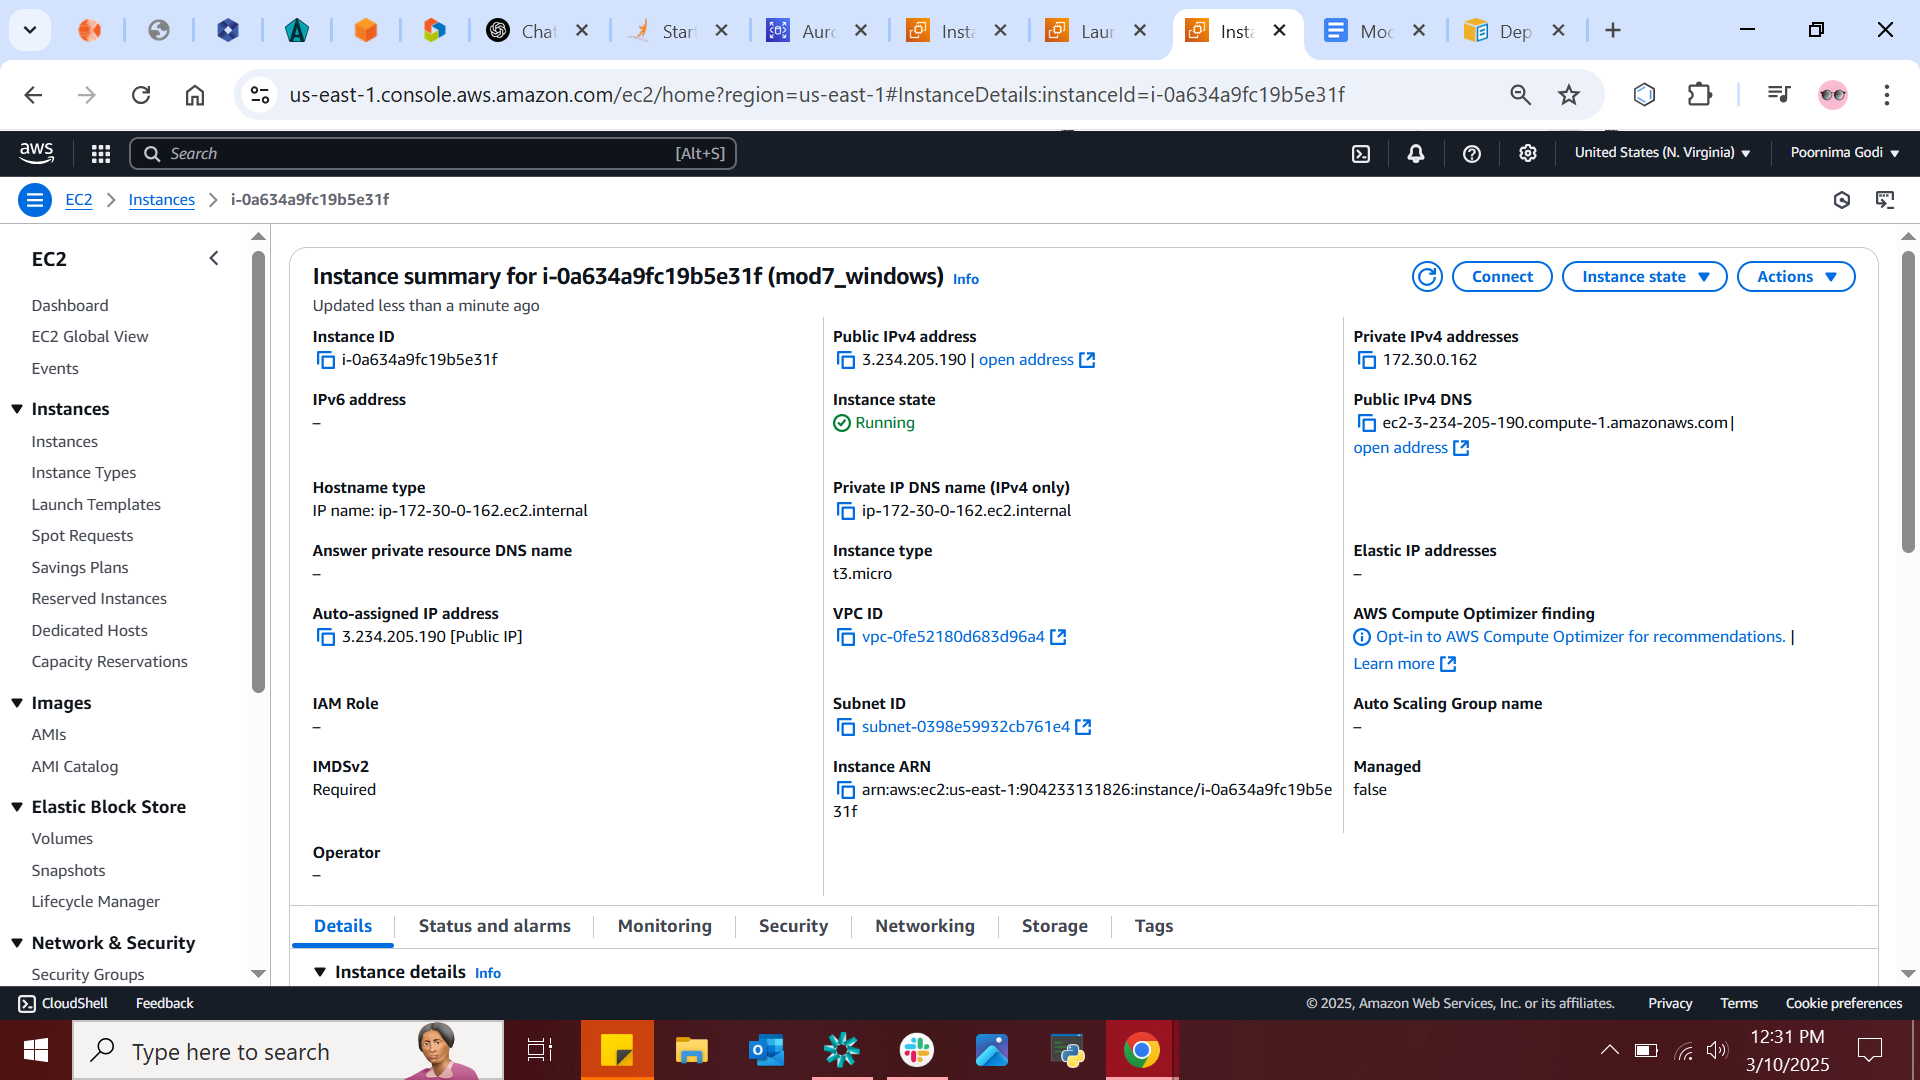 Chat
Star
Auro
Insta
Laur
Insta
Moc
Dep
us-east-1.console.aws.amazon.com/ec2/home?region=us-east-1#InstanceDetails:instanceId=i-0a634a9fc19b5e31f
aws
Search
[Alt+S]
United States (N. Virginia)
Poornima Godi
EC2
Instances
i-0a634a9fc19b5e31f
EC2
Dashboard
EC2 Global View
Events
Instances
Instances
Instance Types
Launch Templates
Spot Requests
Savings Plans
Reserved Instances
Dedicated Hosts
Capacity Reservations
Images
AMIs
AMI Catalog
Elastic Block Store
Volumes
Snapshots
Lifecycle Manager
Network & Security
Security Groups
Instance summary for i-0a634a9fc19b5e31f (mod7_windows) Info
Updated less than a minute ago
Connect
Instance state
Actions
Instance ID
i-0a634a9fc19b5e31f
Public IPv4 address
3.234.205.190 | open address
Private IPv4 addresses
172.30.0.162
IPv6 address
–
Instance state
Running
Public IPv4 DNS
ec2-3-234-205-190.compute-1.amazonaws.com |
open address
Hostname type
IP name: ip-172-30-0-162.ec2.internal
Private IP DNS name (IPv4 only)
ip-172-30-0-162.ec2.internal
Answer private resource DNS name
–
Instance type
t3.micro
Elastic IP addresses
–
Auto-assigned IP address
3.234.205.190 [Public IP]
VPC ID
vpc-0fe52180d683d96a4
AWS Compute Optimizer finding
Opt-in to AWS Compute Optimizer for recommendations. |
Learn more
IAM Role
–
Subnet ID
subnet-0398e59932cb761e4
Auto Scaling Group name
–
IMDSv2
Required
Instance ARN
arn:aws:ec2:us-east-1:904233131826:instance/i-0a634a9fc19b5e
31f
Managed
false
Operator
–
Details
Status and alarms
Monitoring
Security
Networking
Storage
Tags
Instance details Info
CloudShell
Feedback
© 2025, Amazon Web Services, Inc. or its affiliates.
Privacy
Terms
Cookie preferences
Type here to search
12:31 PM
3/10/2025